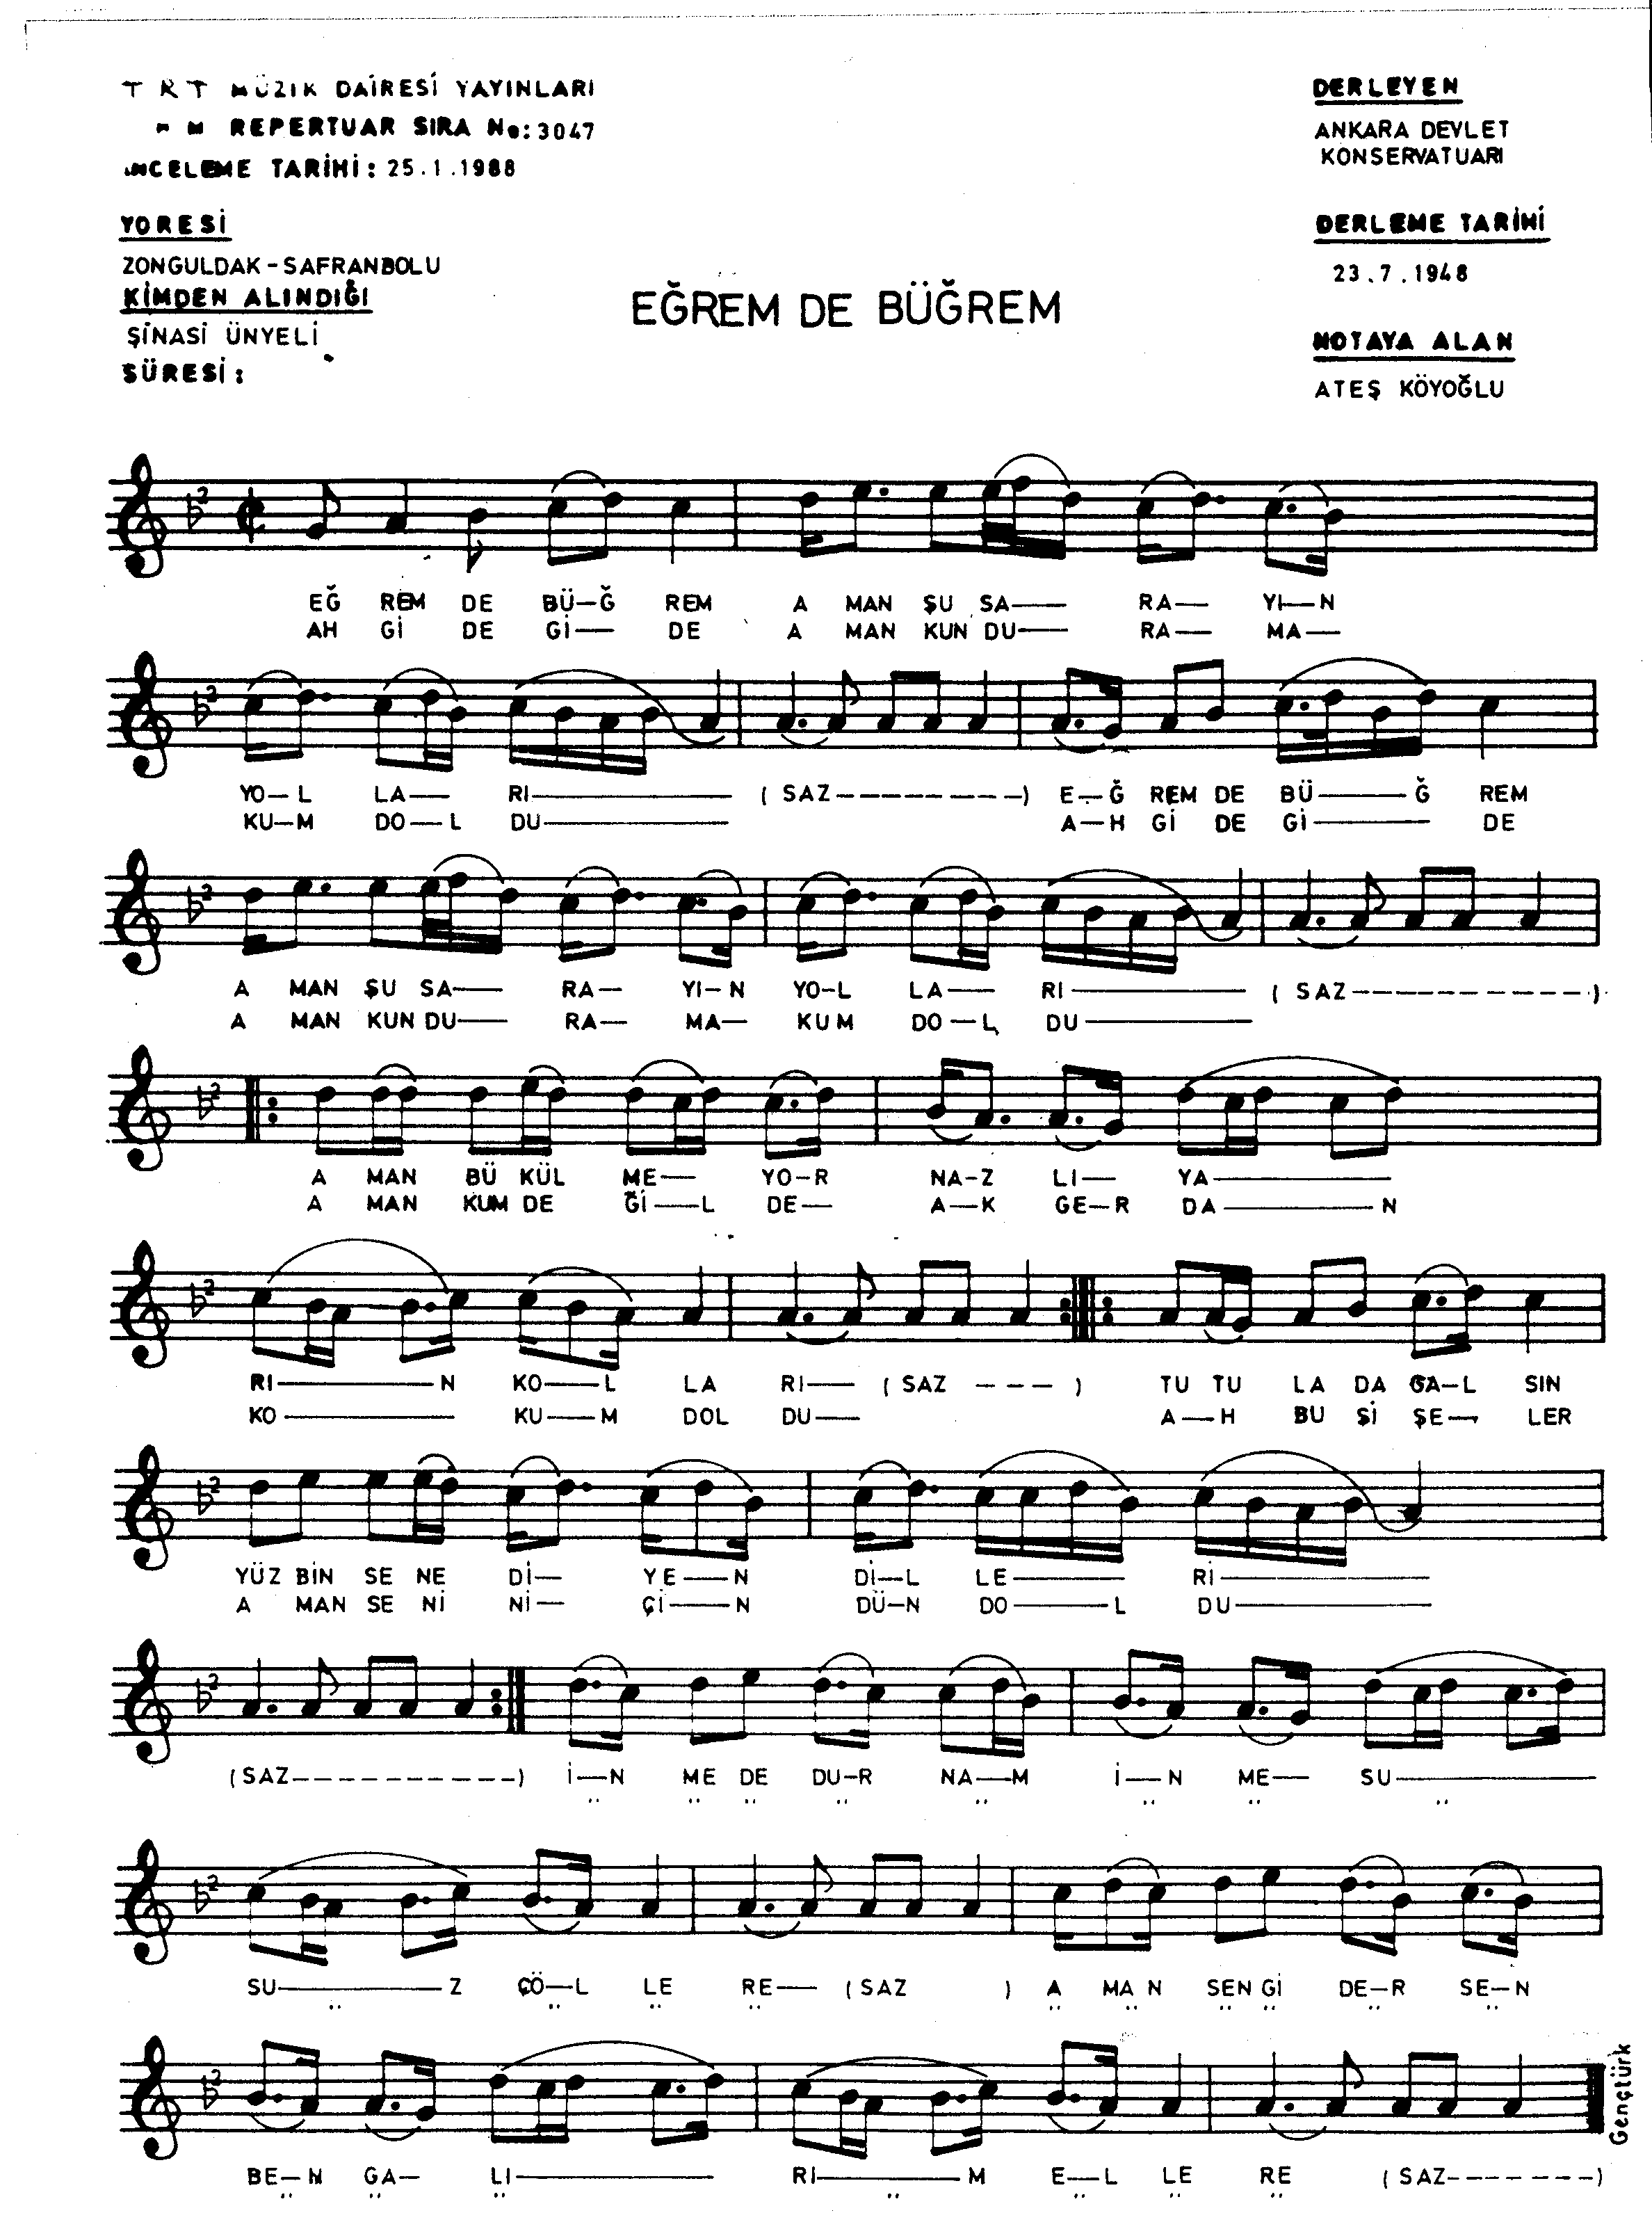 TRT MÜZİK DAİRESİ YAYINLARI
REPERTUAR SIRA No: 3047
İNCELEME TARİHİ: 25.1.1988
YÖRESİ
ZONGULDAK-SAFRANBOLU
KİMDEN ALINDIĞI
ŞİNASİ ÜNYELİ
SÜRESİ:
EĞREM DE BÜĞREM
DERLEYEN
ANKARA DEVLET
KONSERVATUARI
DERLEME TARİHİ
23.7.1948
NOTAYA ALAN
ATEŞ KÖYOĞLU
EĞ REM DE BÜ—Ğ REM A MAN ŞU SA— RA— YI—N
AH Gİ DE Gİ— DE A MAN KUN DU— RA— MA—
YO—L LA— RI— (SAZ--------) E—Ğ REM DE BÜ—Ğ REM
KU—M DO—L DU— A—H Gİ DE Gİ— DE
A MAN ŞU SA— RA— YI—N YO—L LA— RI— (SAZ----------)
A MAN KUN DU— RA— MA— KUM DO—L DU—
A MAN BÜ KÜL ME— YO—R NA—Z LI— YA—
A MAN KUM DE Ğİ—L DE— A—K GE—R DA—N
RI—N KO—L LA RI— (SAZ ---) TU TU LA DA GA—L SIN
KO— KU—M DOL DU— A—H BU Şİ ŞE— LER
YÜZ BİN SE NE Dİ— YE—N Dİ—L LE— Rİ—
A MAN SE Nİ Nİ— Çİ—N DÜ—N DO—L DU—
(SAZ----------) İ—N ME DE DU—R NA—M İ—N ME— SU—
" " " " " " " "
SU—Z ÇÖ—L LE RE— (SAZ ) A MA N SEN Gİ DE—R SE—N
" " " " " " " " " "
BE—N GA— LI— RI—M E—L LE RE (SAZ-------)
" " " " " " "
Gençtürk